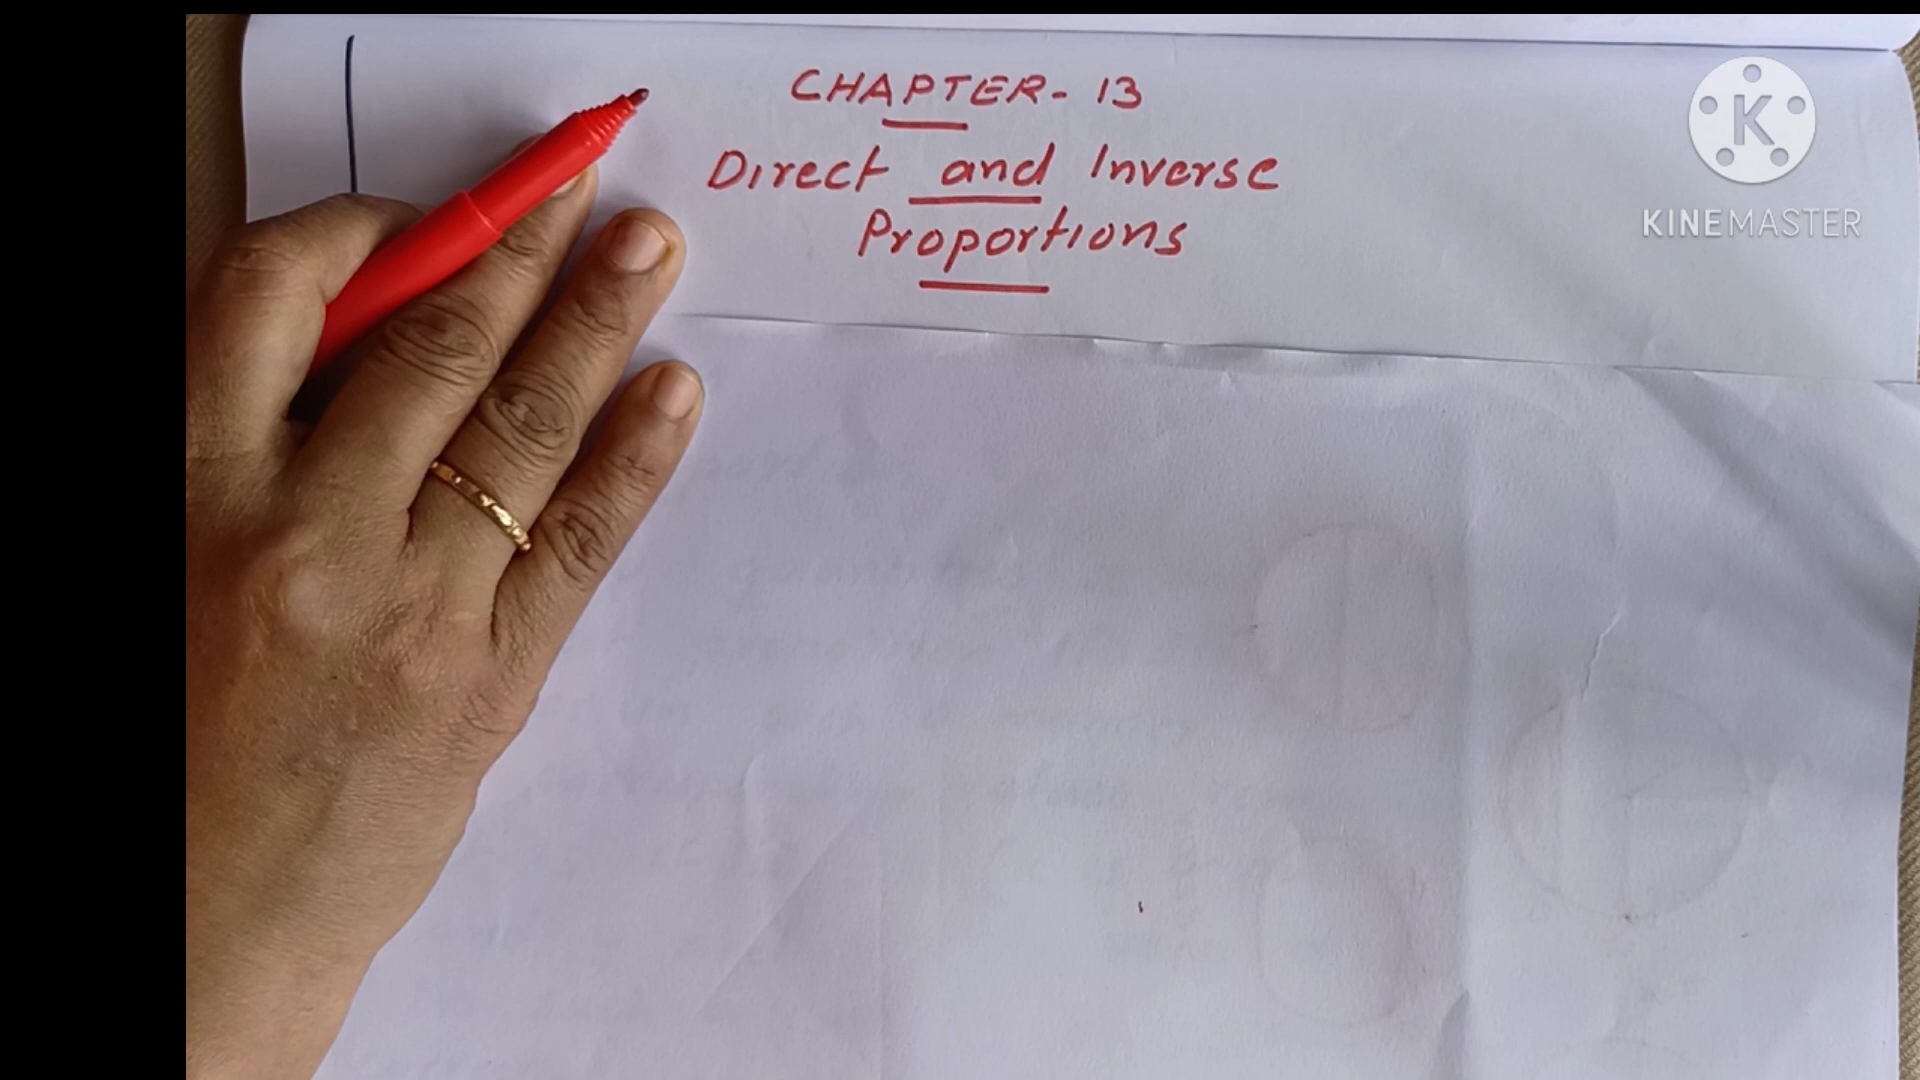 CHAPTER- 13
Direct and Inverse
Proportions
K
KINEMASTER